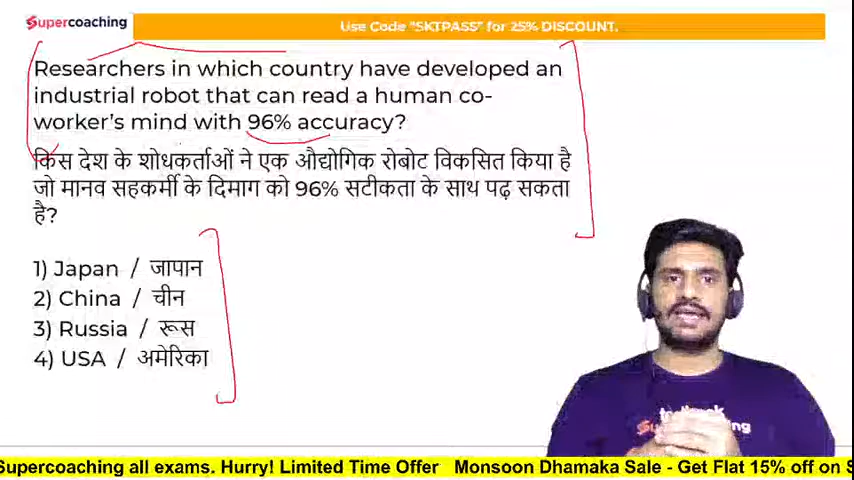 Supercoaching
Use Code "SKTPASS" for 25% DISCOUNT.
Researchers in which country have developed an
industrial robot that can read a human co-
worker's mind with 96% accuracy?
किस देश के शोधकर्ताओं ने एक औद्योगिक रोबोट विकसित किया है
जो मानव सहकर्मी के दिमाग को 96% सटीकता के साथ पढ़ सकता
है?
1) Japan / जापान
2) China / चीन
3) Russia / रूस
4) USA / अमेरिका
Supercoaching all exams. Hurry! Limited Time Offer Monsoon Dhamaka Sale - Get Flat 15% off on S